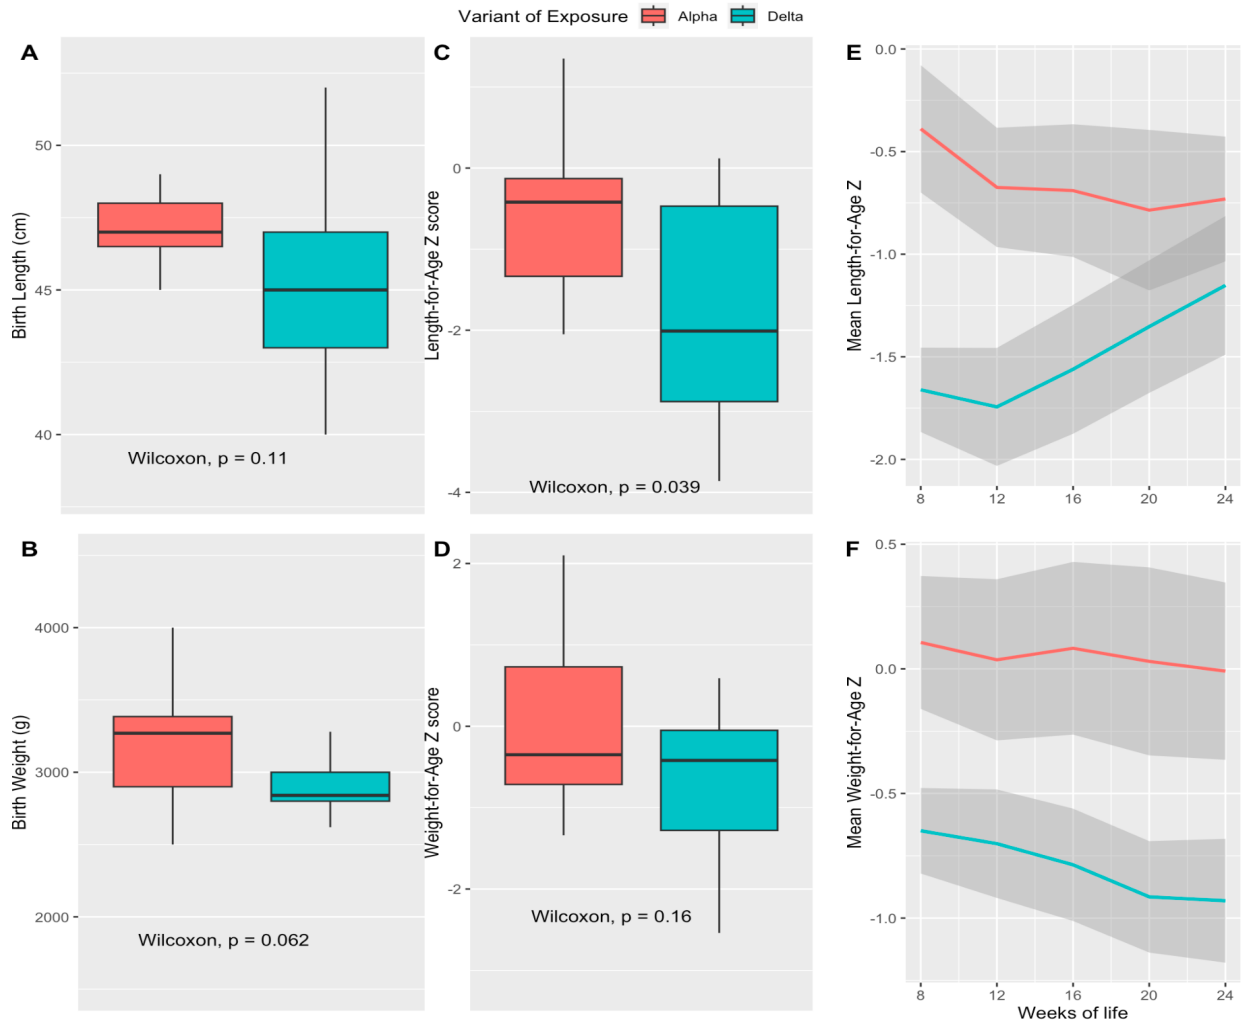 Variant of Exposure Alpha Delta
A
Birth Length (cm)
50
45
40
Wilcoxon, p = 0.11
C
Length-for-Age Z score
0
-2
-4
Wilcoxon, p = 0.039
E
Mean Length-for-Age Z
0.0
-0.5
-1.0
-1.5
-2.0
8 12 16 20 24
B
Birth Weight (g)
4000
3000
2000
Wilcoxon, p = 0.062
D
Weight-for-Age Z score
2
0
-2
Wilcoxon, p = 0.16
F
Mean Weight-for-Age Z
0.5
0.0
-0.5
-1.0
8 12 16 20 24
Weeks of life